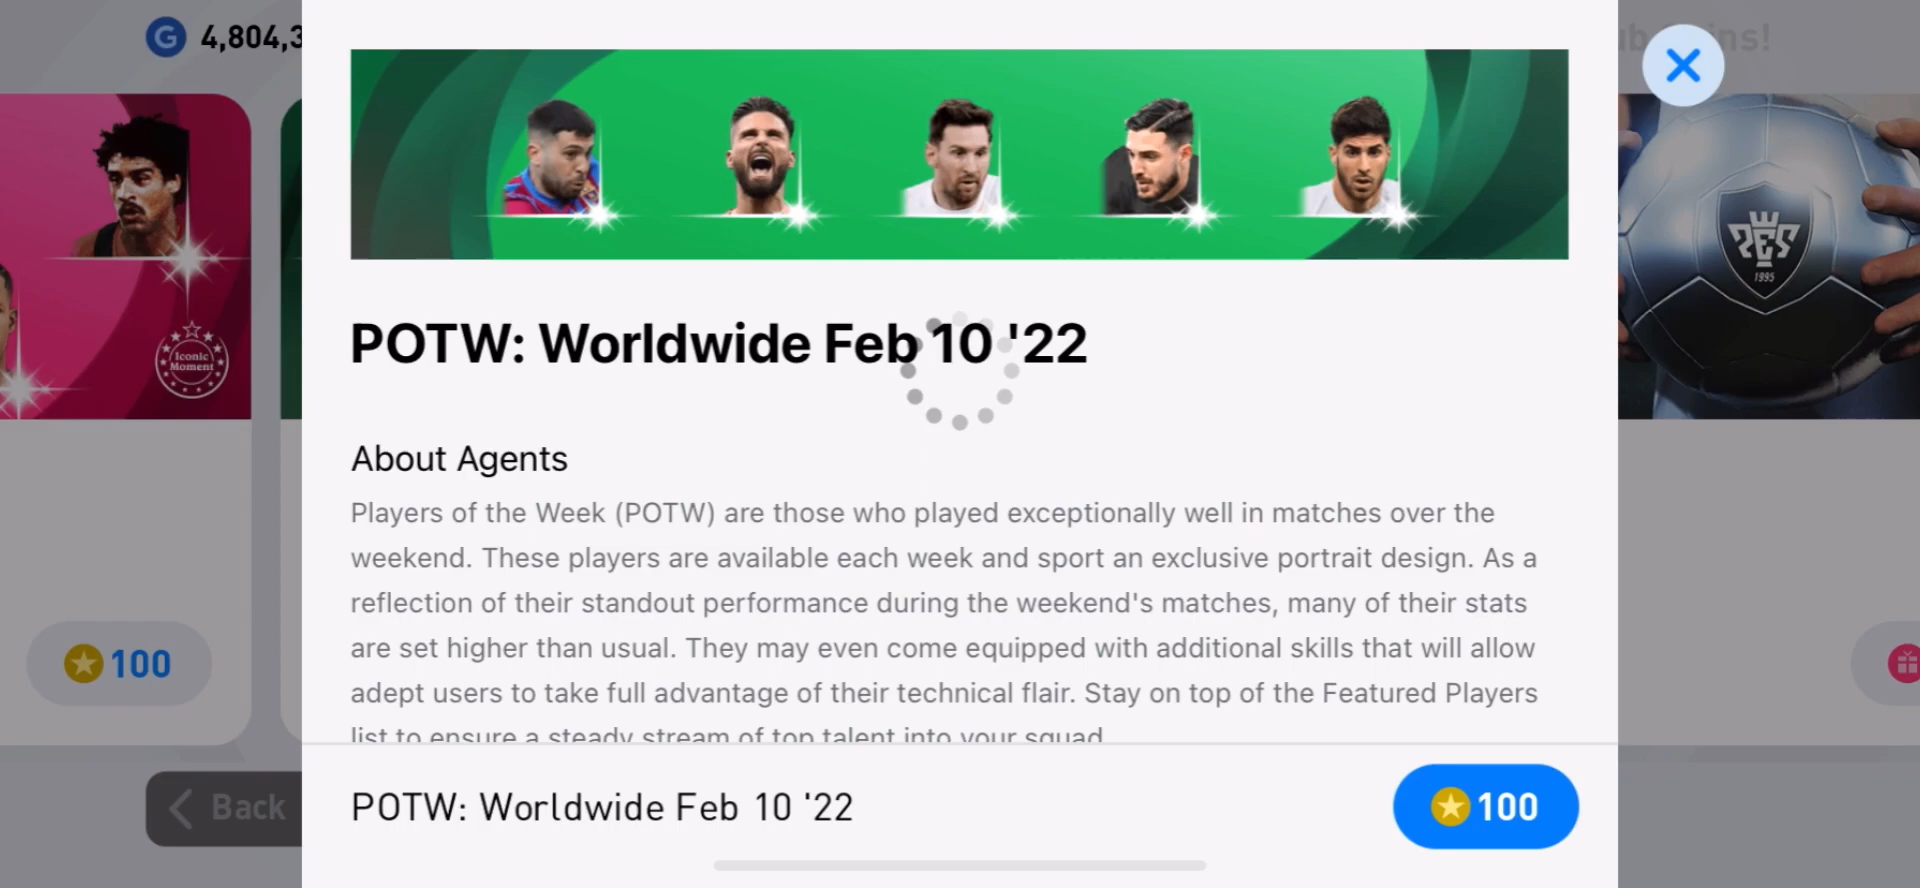 4,804,3
ins!
Iconic
Moment
PES
1995
POTW: Worldwide Feb 10 '22
About Agents
Players of the Week (POTW) are those who played exceptionally well in matches over the
weekend. These players are available each week and sport an exclusive portrait design. As a
reflection of their standout performance during the weekend's matches, many of their stats
are set higher than usual. They may even come equipped with additional skills that will allow
adept users to take full advantage of their technical flair. Stay on top of the Featured Players
list to ensure a steady stream of top talent into your squad.
100
Back
POTW: Worldwide Feb 10 '22
100